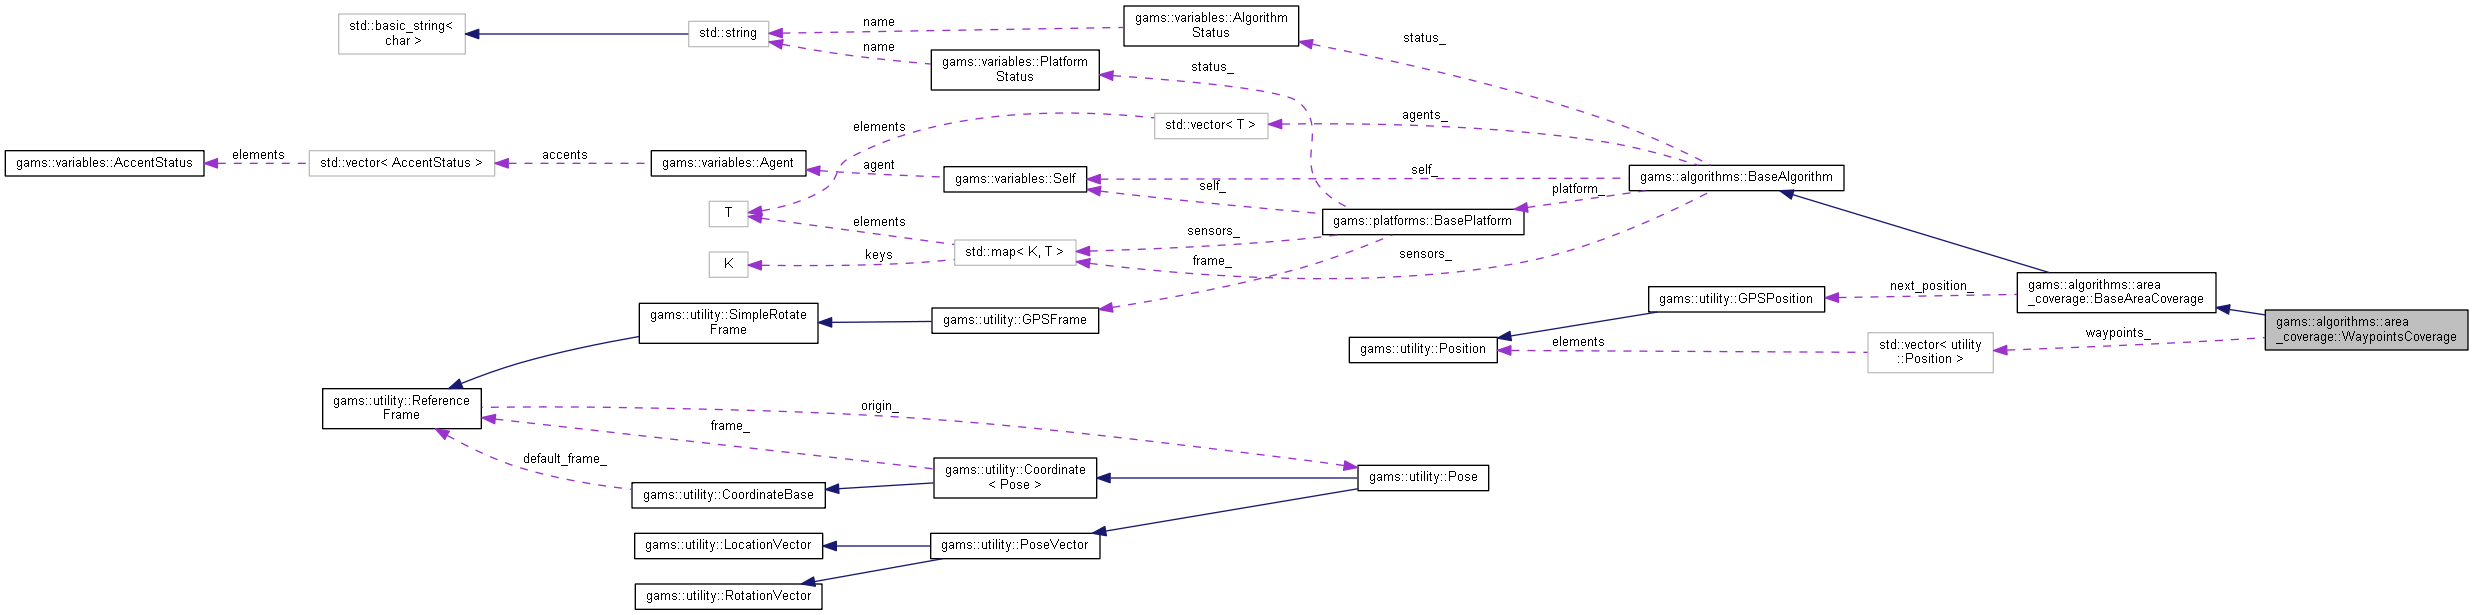 std::basic_string<
char >
name
std::string
name
gams::variables::Algorithm
Status
gams::variables::Platform
Status
status_
status_
elements
std::vector< T >
agents_
gams::variables::AccentStatus
elements
std::vector< AccentStatus >
accents
gams::variables::Agent
agent
gams::variables::Self
self_
self_
platform_
gams::algorithms::BaseAlgorithm
T
elements
K
keys
std::map< K, T >
sensors_
frame_
gams::platforms::BasePlatform
sensors_
gams::utility::SimpleRotate
Frame
gams::utility::GPSFrame
gams::utility::GPSPosition
next_position_
gams::algorithms::area
_coverage::BaseAreaCoverage
gams::utility::Position
elements
std::vector< utility
::Position >
waypoints_
gams::algorithms::area
_coverage::WaypointsCoverage
gams::utility::Reference
Frame
origin_
frame_
default_frame_
gams::utility::CoordinateBase
gams::utility::Coordinate
< Pose >
gams::utility::Pose
gams::utility::LocationVector
gams::utility::PoseVector
gams::utility::RotationVector